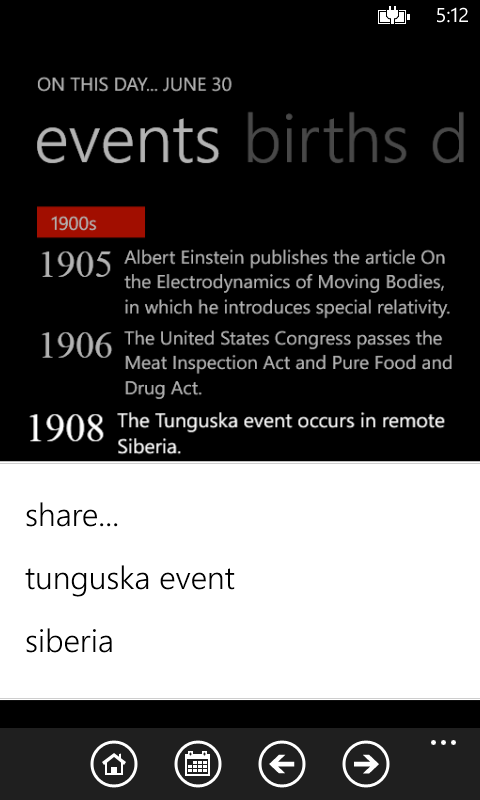 5:12
ON THIS DAY... JUNE 30
events births d
1900s
1905 Albert Einstein publishes the article On
the Electrodynamics of Moving Bodies,
in which he introduces special relativity.
1906 The United States Congress passes the
Meat Inspection Act and Pure Food and
Drug Act.
1908 The Tunguska event occurs in remote
Siberia.
share...
tunguska event
siberia